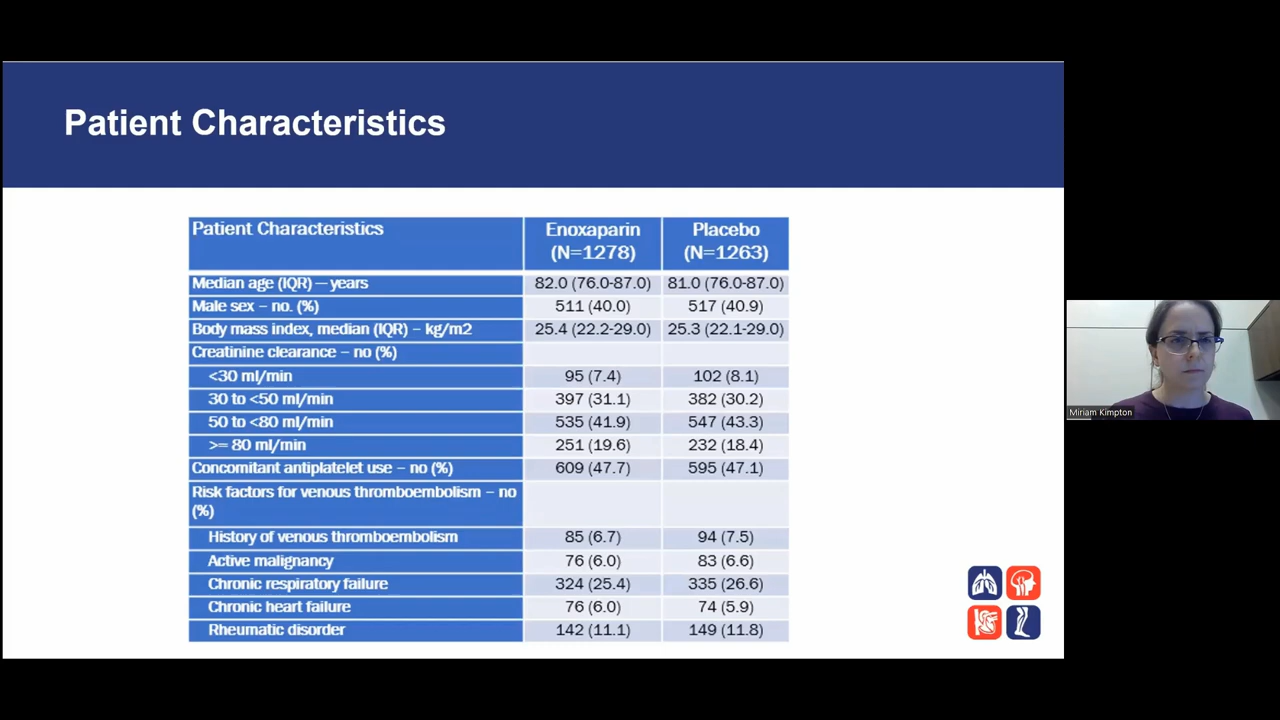 Patient Characteristics
Patient Characteristics Enoxaparin (N=1278) Placebo (N=1263)
Median age (IQR) — years 82.0 (76.0-87.0) 81.0 (76.0-87.0)
Male sex – no. (%) 511 (40.0) 517 (40.9)
Body mass index, median (IQR) – kg/m2 25.4 (22.2-29.0) 25.3 (22.1-29.0)
Creatinine clearance – no (%)
<30 ml/min 95 (7.4) 102 (8.1)
30 to <50 ml/min 397 (31.1) 382 (30.2)
50 to <80 ml/min 535 (41.9) 547 (43.3)
>= 80 ml/min 251 (19.6) 232 (18.4)
Concomitant antiplatelet use – no (%) 609 (47.7) 595 (47.1)
Risk factors for venous thromboembolism – no
(%)
History of venous thromboembolism 85 (6.7) 94 (7.5)
Active malignancy 76 (6.0) 83 (6.6)
Chronic respiratory failure 324 (25.4) 335 (26.6)
Chronic heart failure 76 (6.0) 74 (5.9)
Rheumatic disorder 142 (11.1) 149 (11.8)
Miriam Kimpton